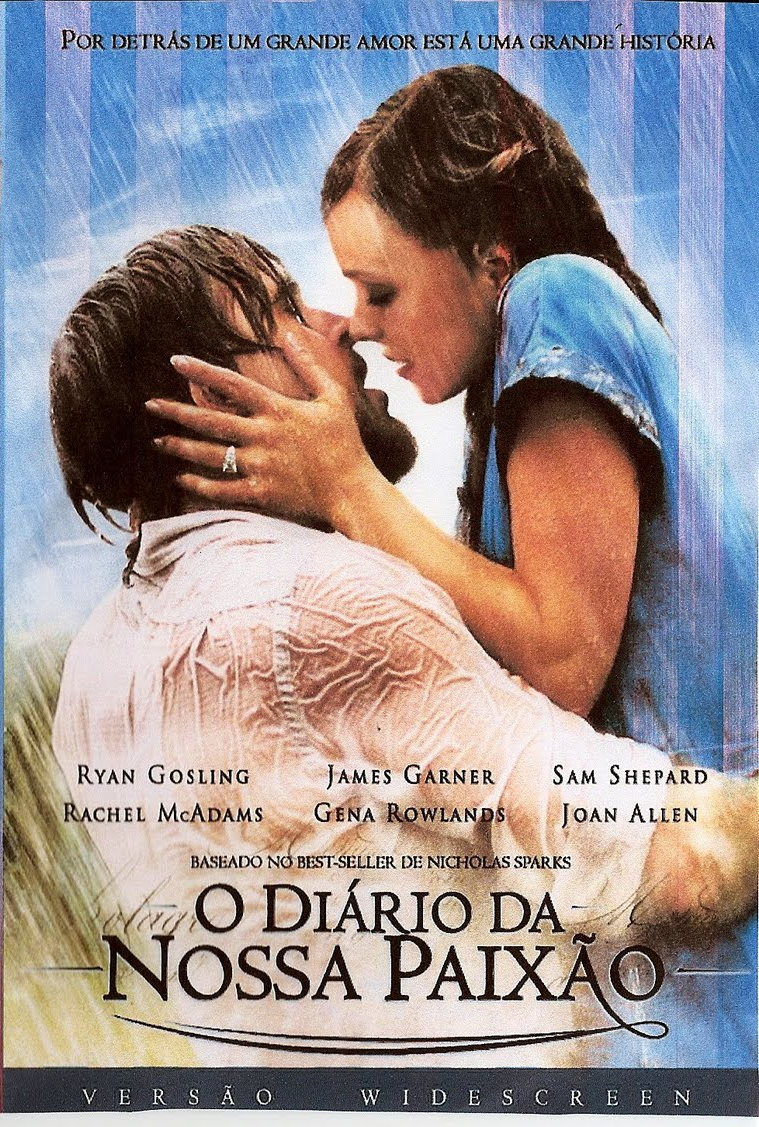 POR DETRÁS DE UM GRANDE AMOR ESTÁ UMA GRANDE HISTÓRIA
RYAN GOSLING JAMES GARNER SAM SHEPARD
RACHEL MCADAMS GENA ROWLANDS JOAN ALLEN
BASEADO NO BEST-SELLER DE NICHOLAS SPARKS
O DIÁRIO DA
NOSSA PAIXÃO
VERSÃO WIDESCREEN